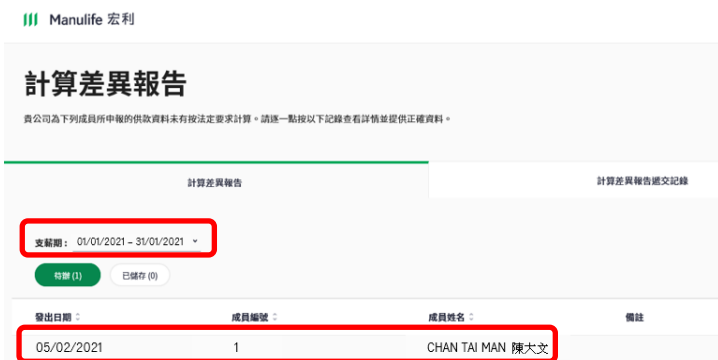 Manulife 宏利
計算差異報告
貴公司為下列成員所申報的供款資料未有按法定要求計算。請逐一點按以下記錄查看詳情並提供正確資料。
計算差異報告 計算差異報告遞交記錄
支薪期： 01/01/2021 – 31/01/2021
待辦 (1) 已儲存 (0)
發出日期 成員編號 成員姓名 備註
05/02/2021 1 CHAN TAI MAN 陳大文